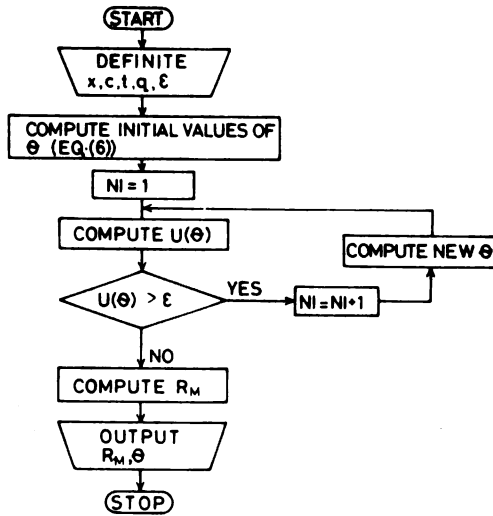 START
DEFINITE
x,c,t,q,ε
COMPUTE INITIAL VALUES OF
θ (EQ.(6))
NI = 1
COMPUTE U(θ)
COMPUTE NEW θ
U(θ) > ε
YES
NI=NI+1
NO
COMPUTE R_M
OUTPUT
R_M,θ
STOP